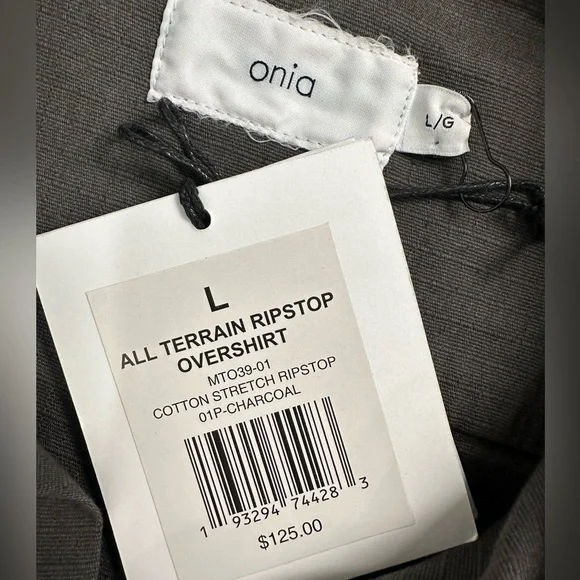 onia
L/G
L
ALL TERRAIN RIPSTOP
OVERSHIRT
MTO39-01
COTTON STRETCH RIPSTOP
01P-CHARCOAL
1 93294 74428 3
$125.00